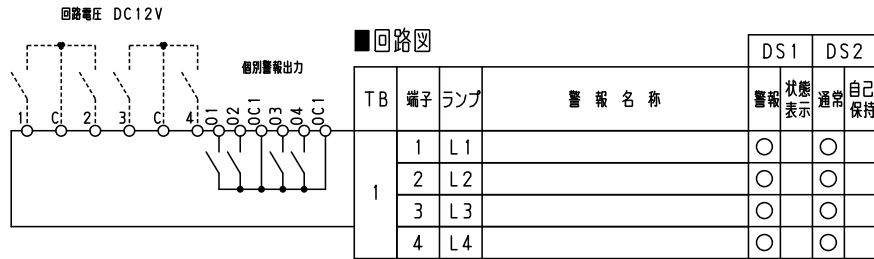 回路電圧 DC12V
■回路図
個別警報出力
DS1 DS2
TB 端子 ランプ 警報名称 警報 状態表示 通常 自己保持
1 C 2 3 C 4 01 02 0C1 03 04 0C1
1 1 L1 ○ ○
2 L2 ○ ○
3 L3 ○ ○
4 L4 ○ ○